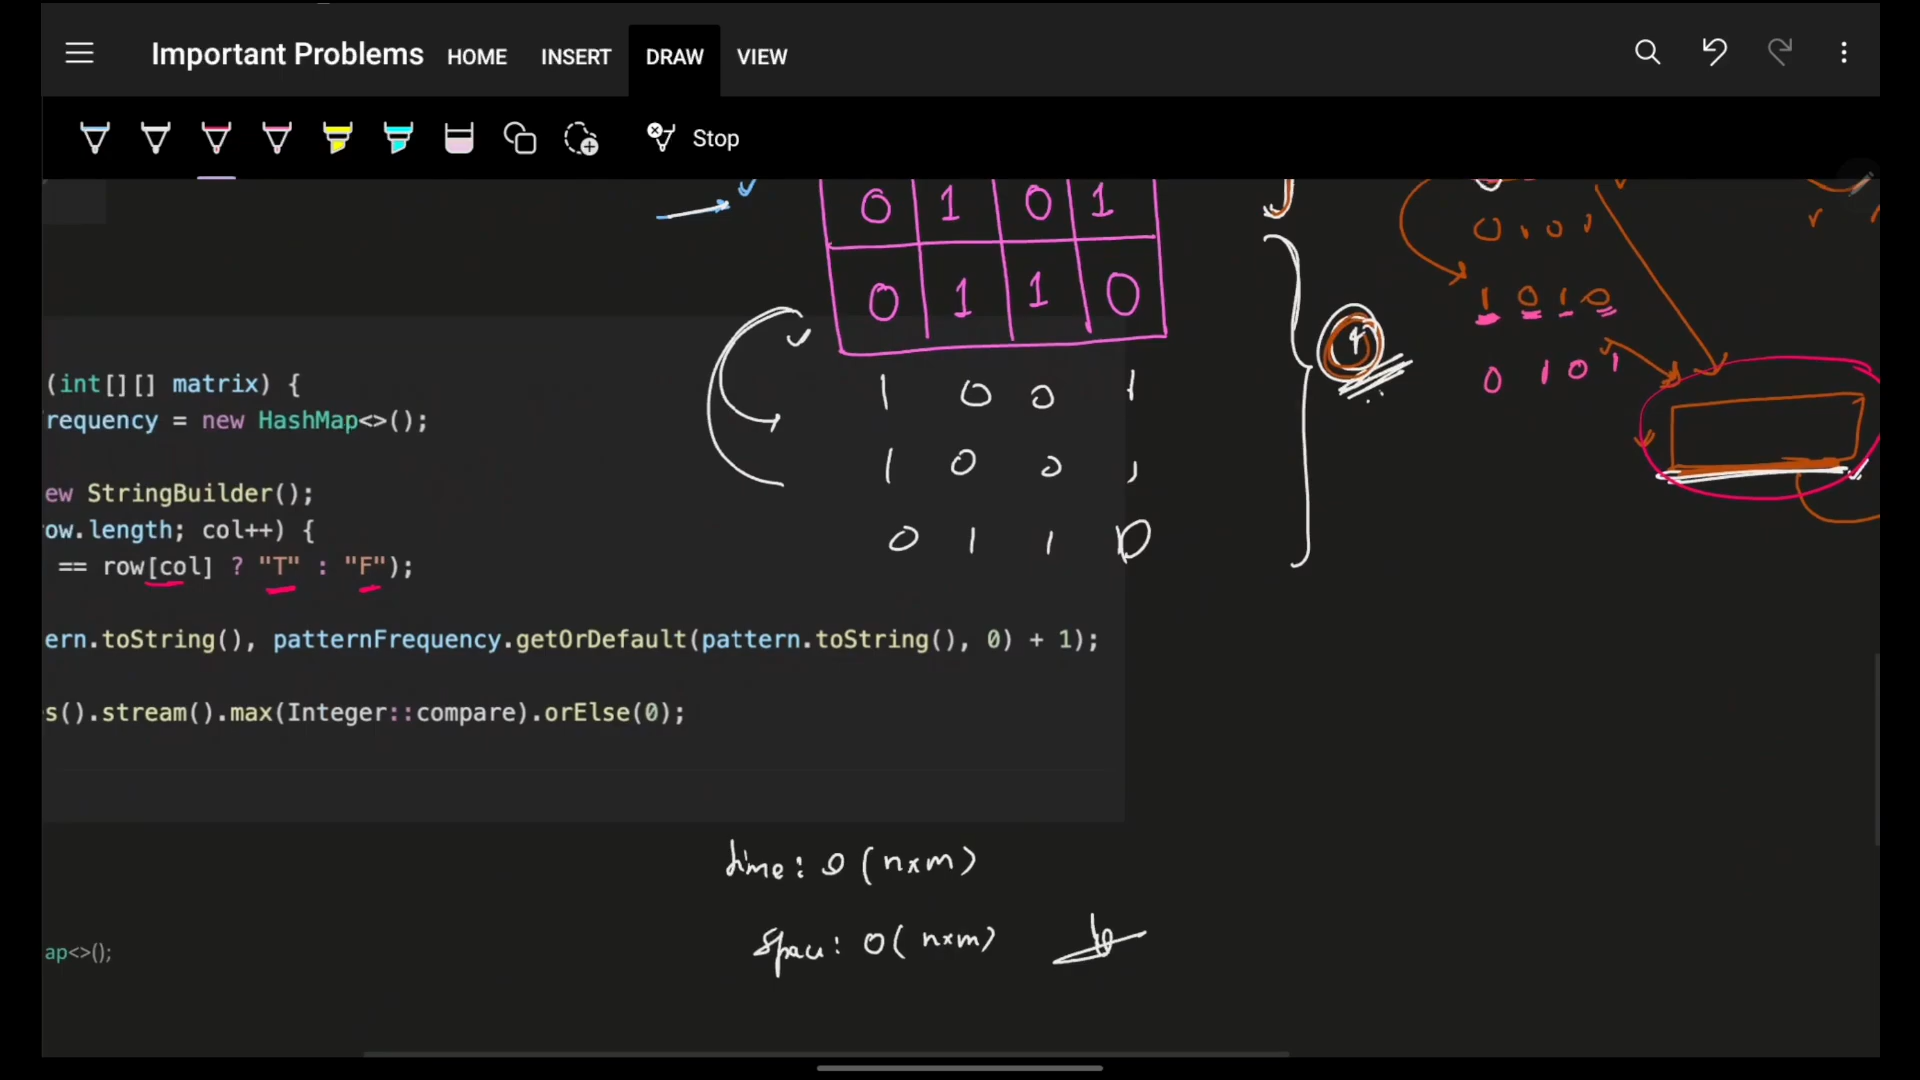 Important Problems HOME INSERT DRAW VIEW
Stop
0 1 0 1
0 1 1 0
1 0 0 1
1 0 0 1
0 1 1 0
0 1 0 1
1 0 1 0
0 1 0 1
(int[][] matrix) {
requency = new HashMap<>();
ew StringBuilder();
ow.length; col++) {
== row[col] ? "T" : "F");
ern.toString(), patternFrequency.getOrDefault(pattern.toString(), 0) + 1);
s().stream().max(Integer::compare).orElse(0);
time: O(n×m)
space: O(n×m)
ap<>();